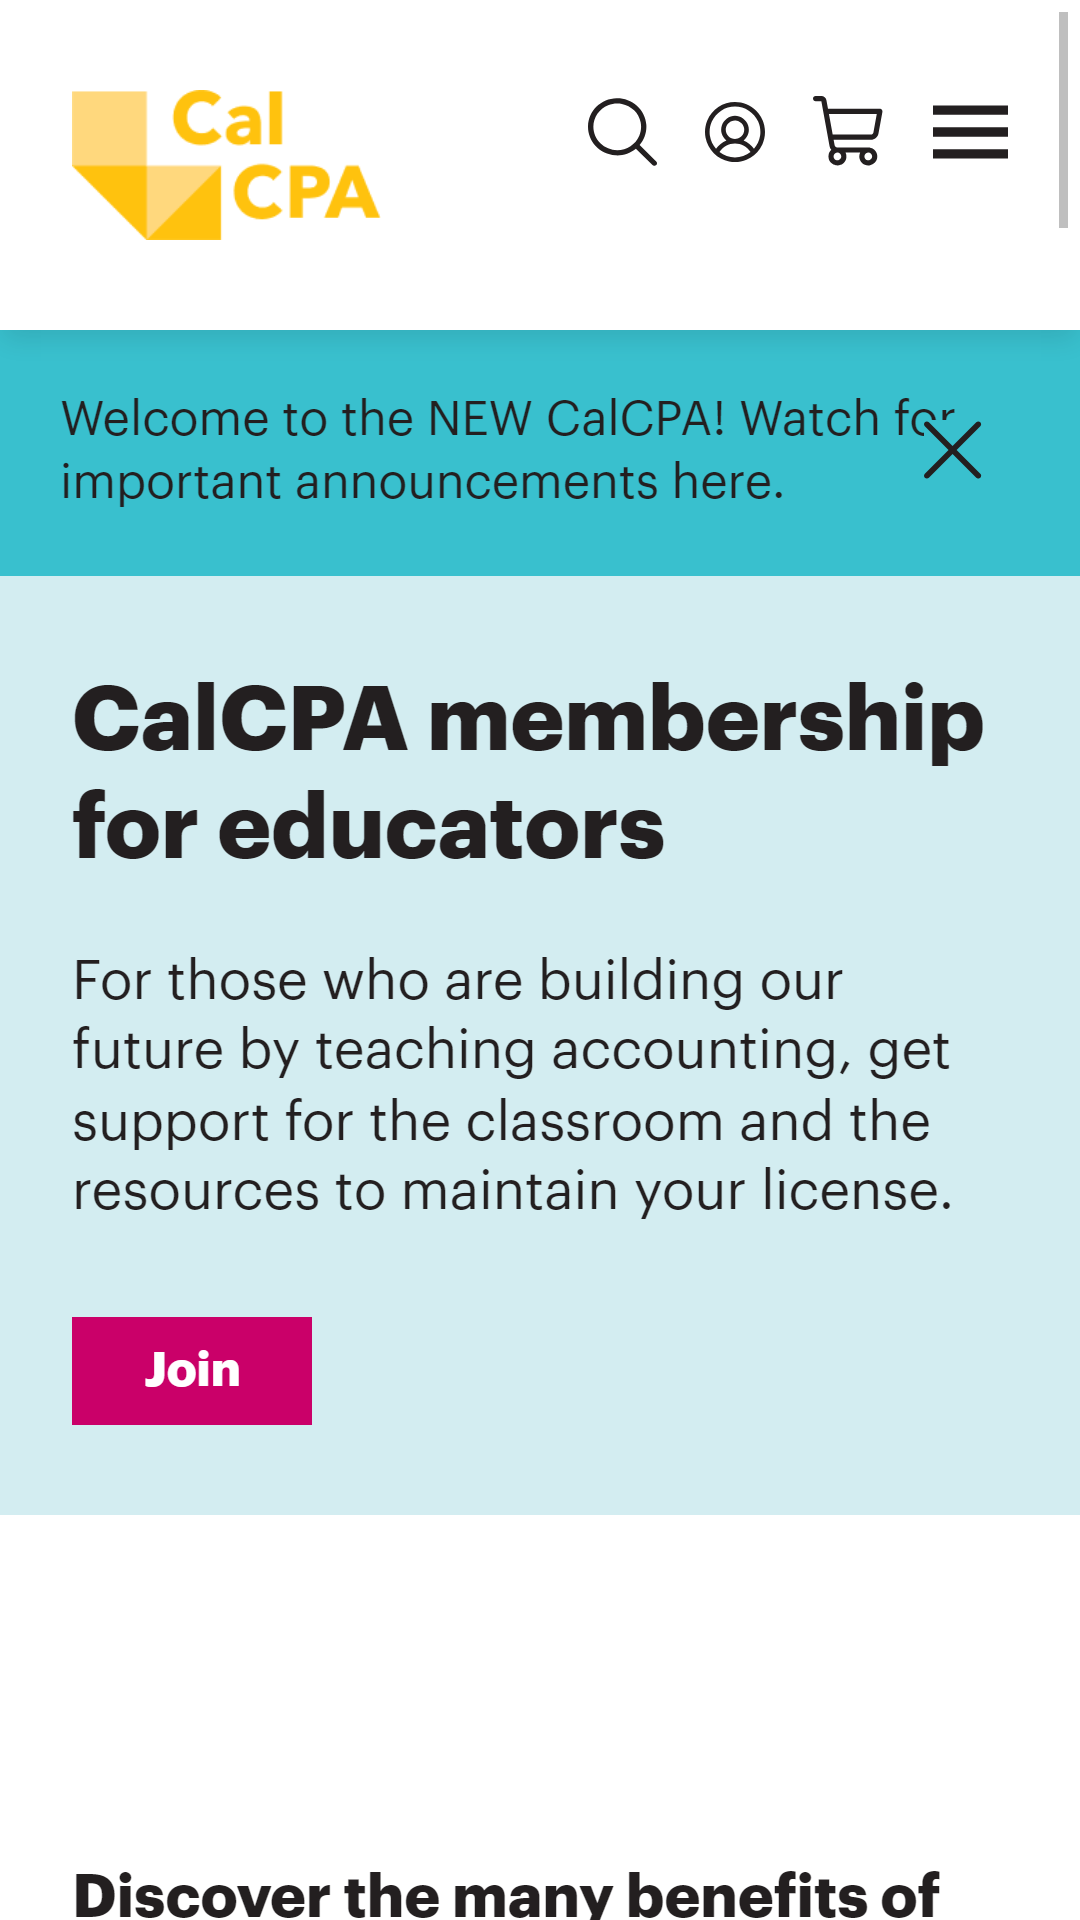 Cal
CPA
Welcome to the NEW CalCPA! Watch for
important announcements here.
CalCPA membership
for educators
For those who are building our
future by teaching accounting, get
support for the classroom and the
resources to maintain your license.
Join
Discover the many benefits of